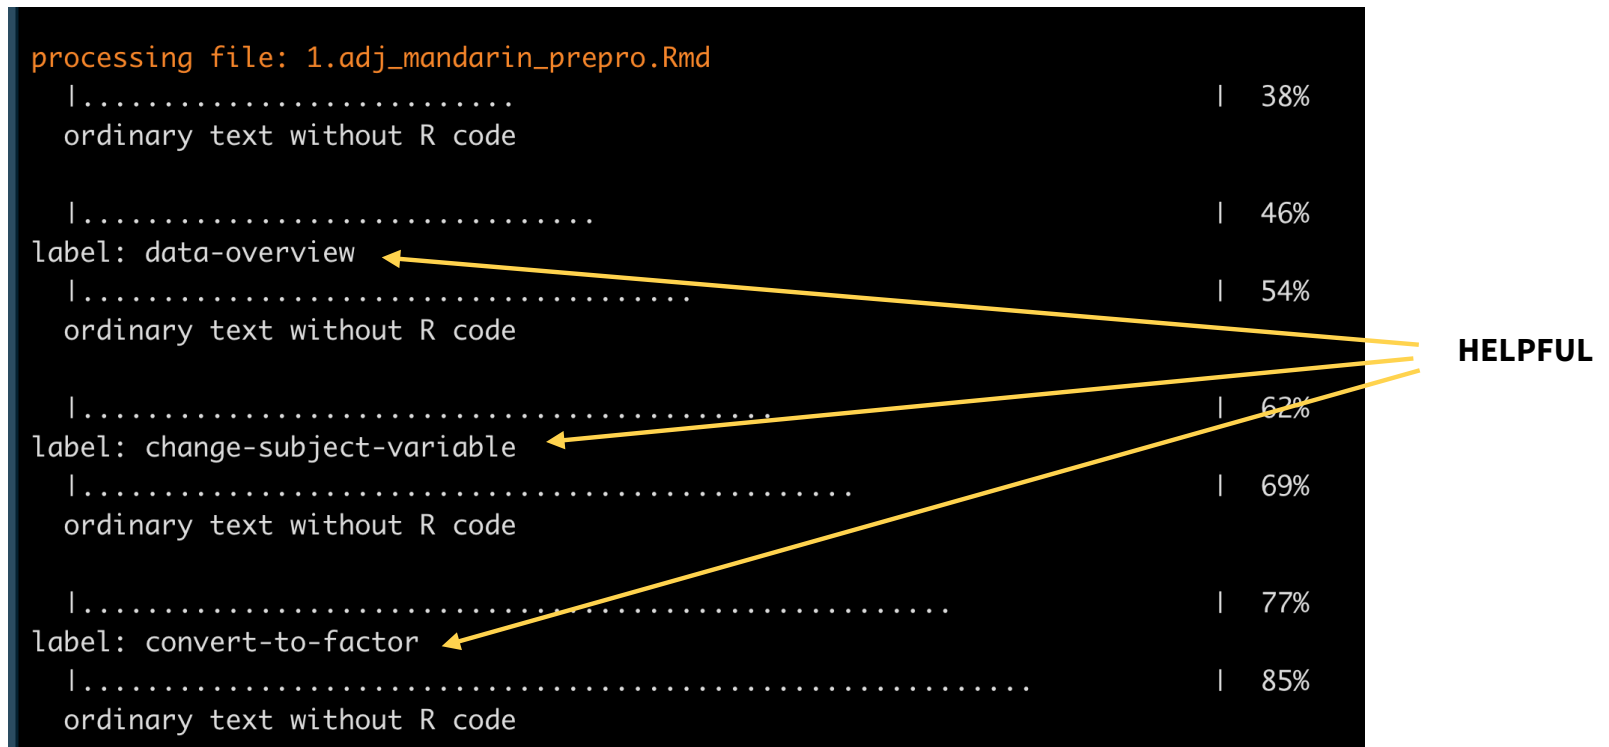 processing file: 1.adj_mandarin_prepro.Rmd
|........................... | 38%
ordinary text without R code
|................................ | 46%
label: data-overview
|...................................... | 54%
ordinary text without R code
|........................................... | 62%
label: change-subject-variable
|................................................ | 69%
ordinary text without R code
|...................................................... | 77%
label: convert-to-factor
|........................................................... | 85%
ordinary text without R code
HELPFUL